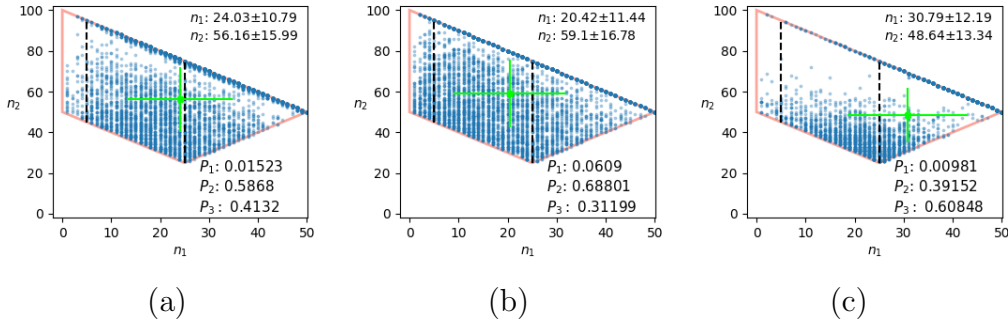 n₁: 24.03±10.79
n₂: 56.16±15.99
100
80
60
40
20
0
n₂
P₁: 0.01523
P₂: 0.5868
P₃: 0.4132
0 10 20 30 40 50
n₁
(a)
n₁: 20.42±11.44
n₂: 59.1±16.78
100
80
60
40
20
0
n₂
P₁: 0.0609
P₂: 0.68801
P₃: 0.31199
0 10 20 30 40 50
n₁
(b)
n₁: 30.79±12.19
n₂: 48.64±13.34
100
80
60
40
20
0
n₂
P₁: 0.00981
P₂: 0.39152
P₃: 0.60848
0 10 20 30 40 50
n₁
(c)